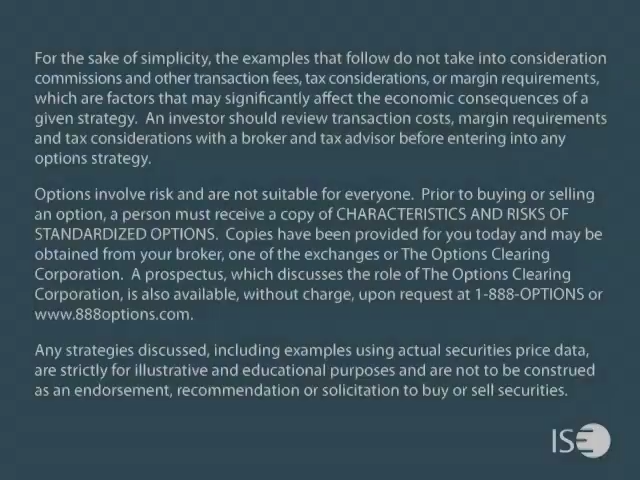 For the sake of simplicity, the examples that follow do not take into consideration
commissions and other transaction fees, tax considerations, or margin requirements,
which are factors that may significantly affect the economic consequences of a
given strategy. An investor should review transaction costs, margin requirements
and tax considerations with a broker and tax advisor before entering into any
options strategy.
Options involve risk and are not suitable for everyone. Prior to buying or selling
an option, a person must receive a copy of CHARACTERISTICS AND RISKS OF
STANDARDIZED OPTIONS. Copies have been provided for you today and may be
obtained from your broker, one of the exchanges or The Options Clearing
Corporation. A prospectus, which discusses the role of The Options Clearing
Corporation, is also available, without charge, upon request at 1-888-OPTIONS or
www.888options.com.
Any strategies discussed, including examples using actual securities price data,
are strictly for illustrative and educational purposes and are not to be construed
as an endorsement, recommendation or solicitation to buy or sell securities.
ISE